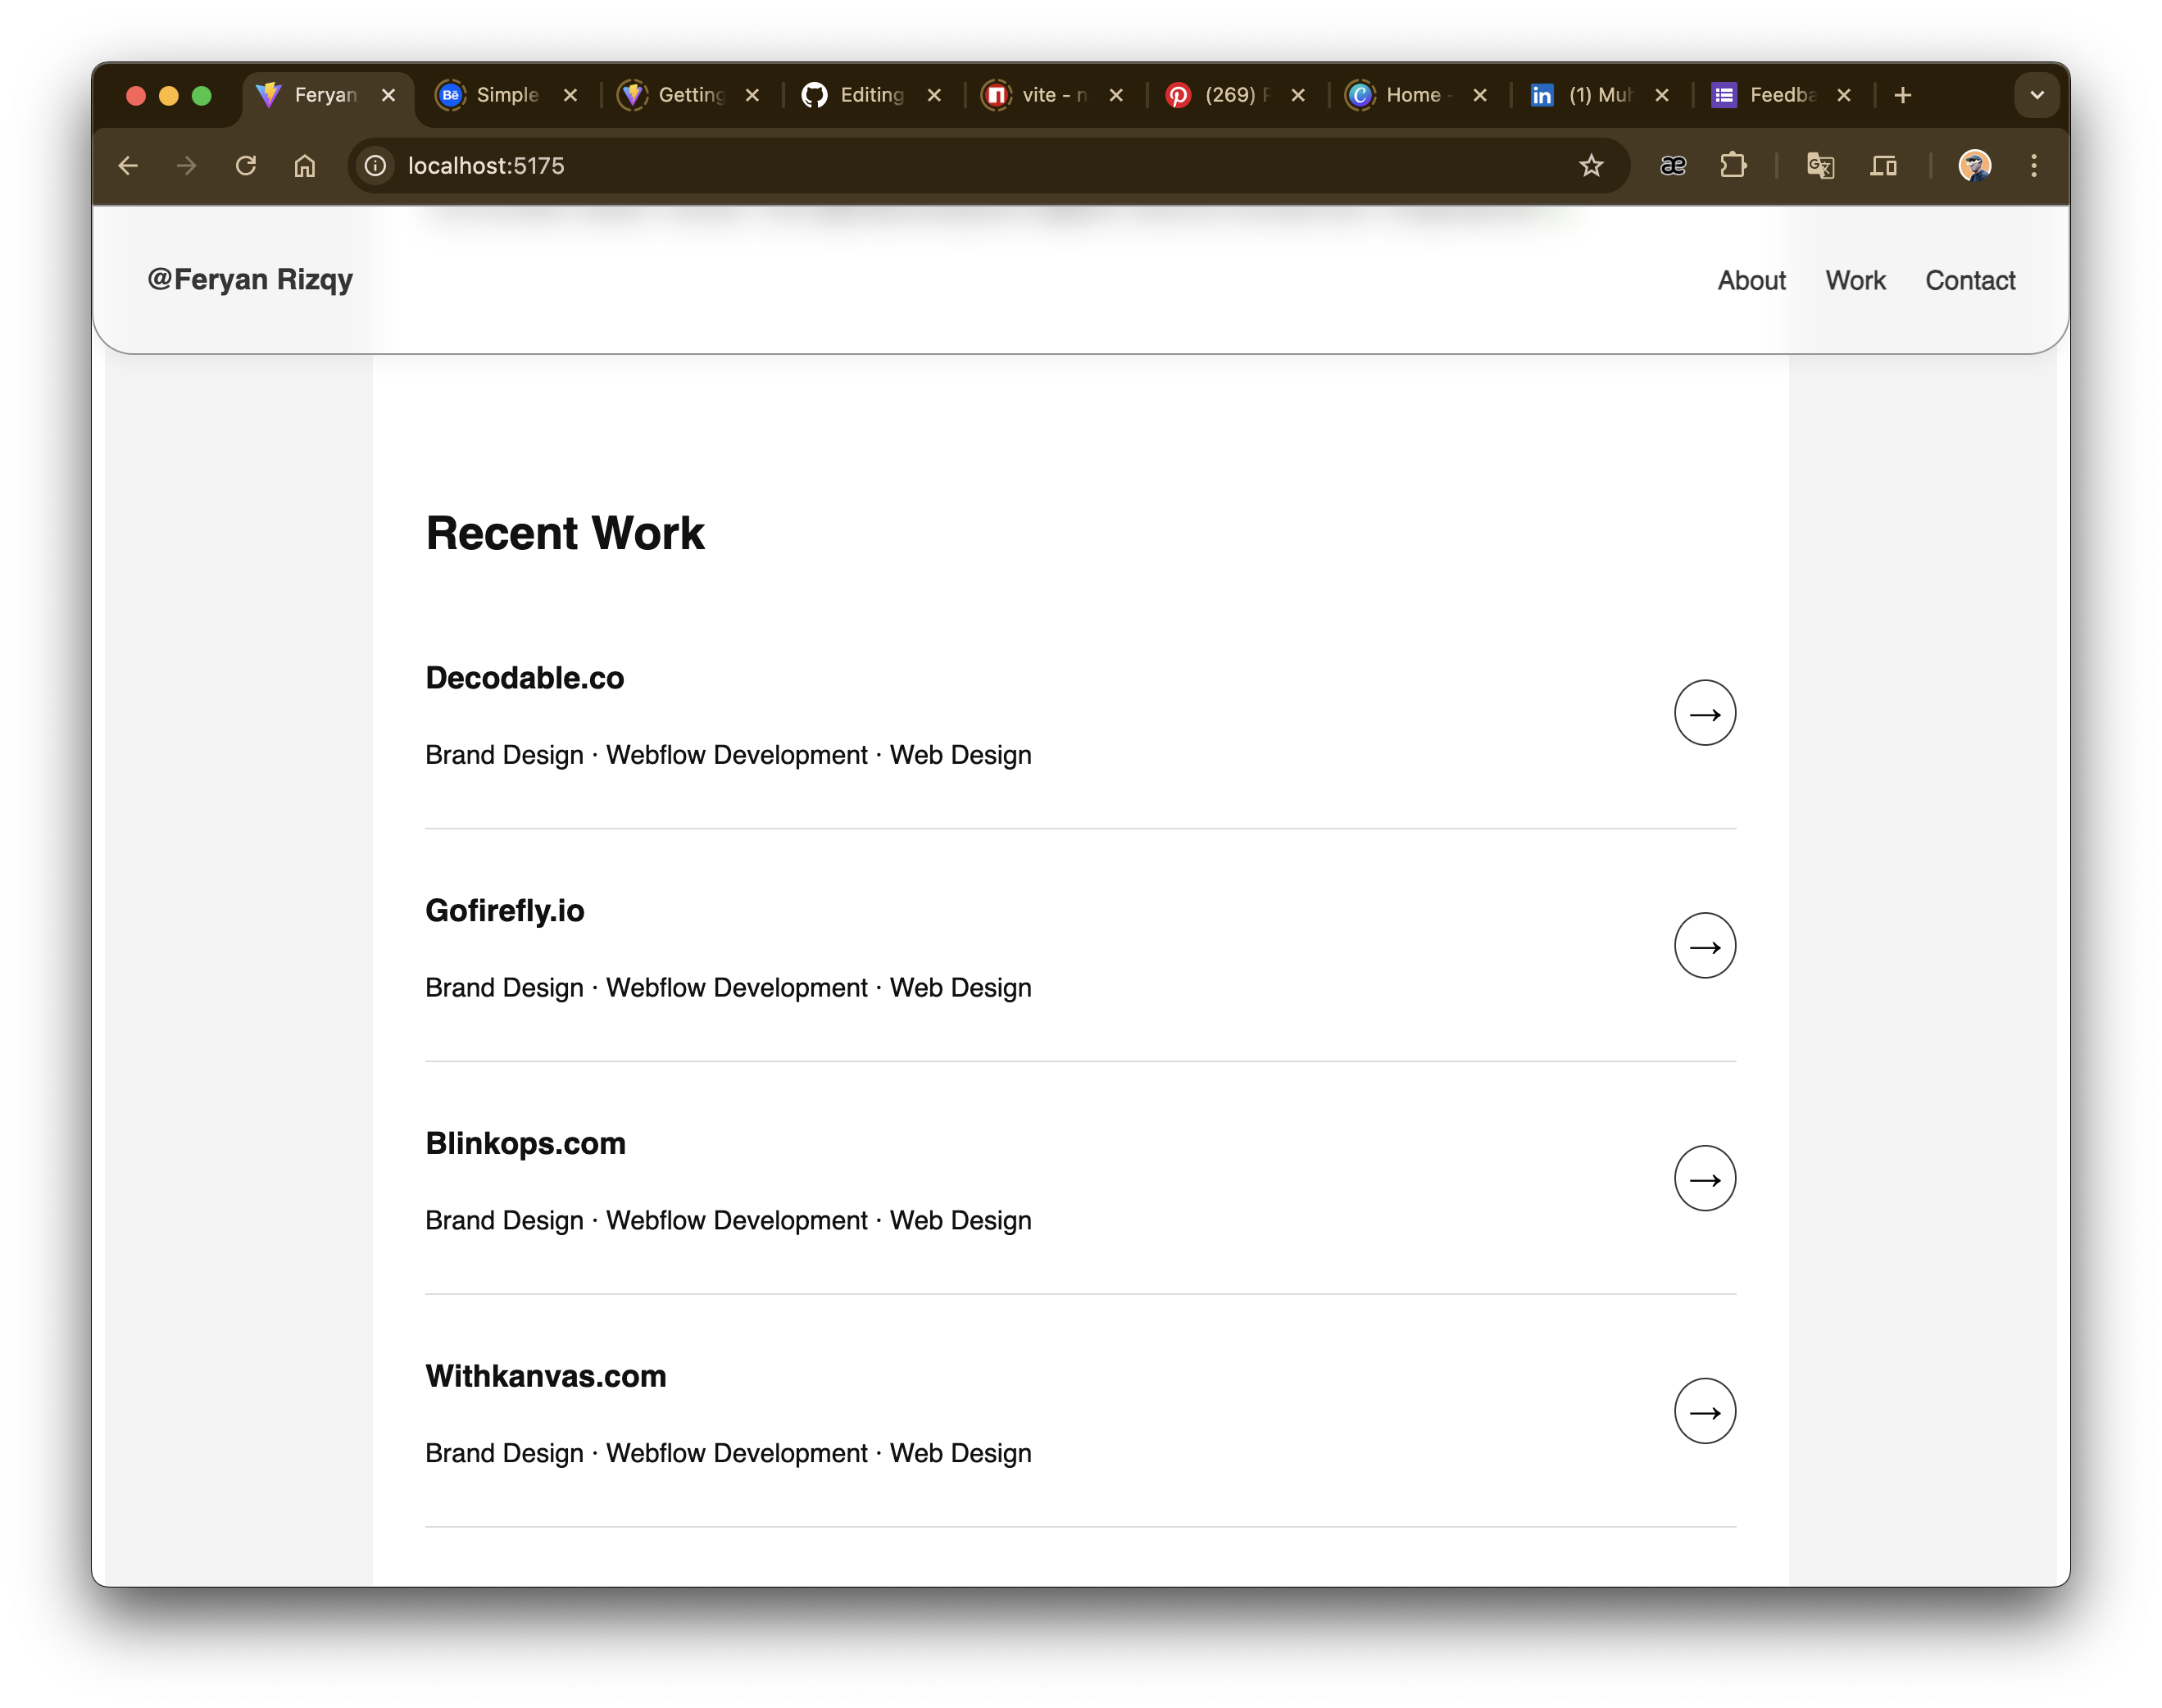 Feryan
Simple
Getting
Editing
vite - n
(269)
Home -
(1) Muh
Feedba
localhost:5175
@Feryan Rizqy
About
Work
Contact
Recent Work
Decodable.co
Brand Design · Webflow Development · Web Design
Gofirefly.io
Brand Design · Webflow Development · Web Design
Blinkops.com
Brand Design · Webflow Development · Web Design
Withkanvas.com
Brand Design · Webflow Development · Web Design